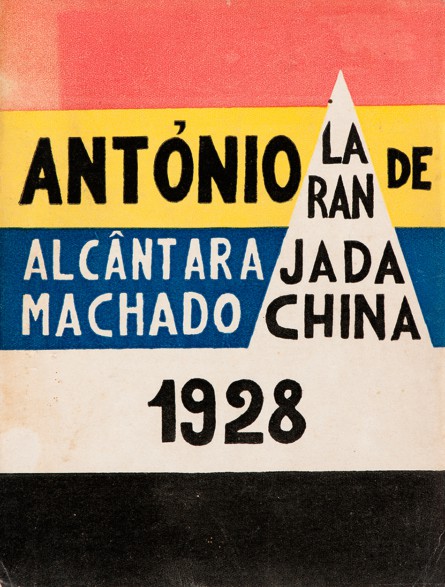 ANTÓNIO DE
ALCÂNTARA
MACHADO
LA
RAN
JADA
CHINA
1928